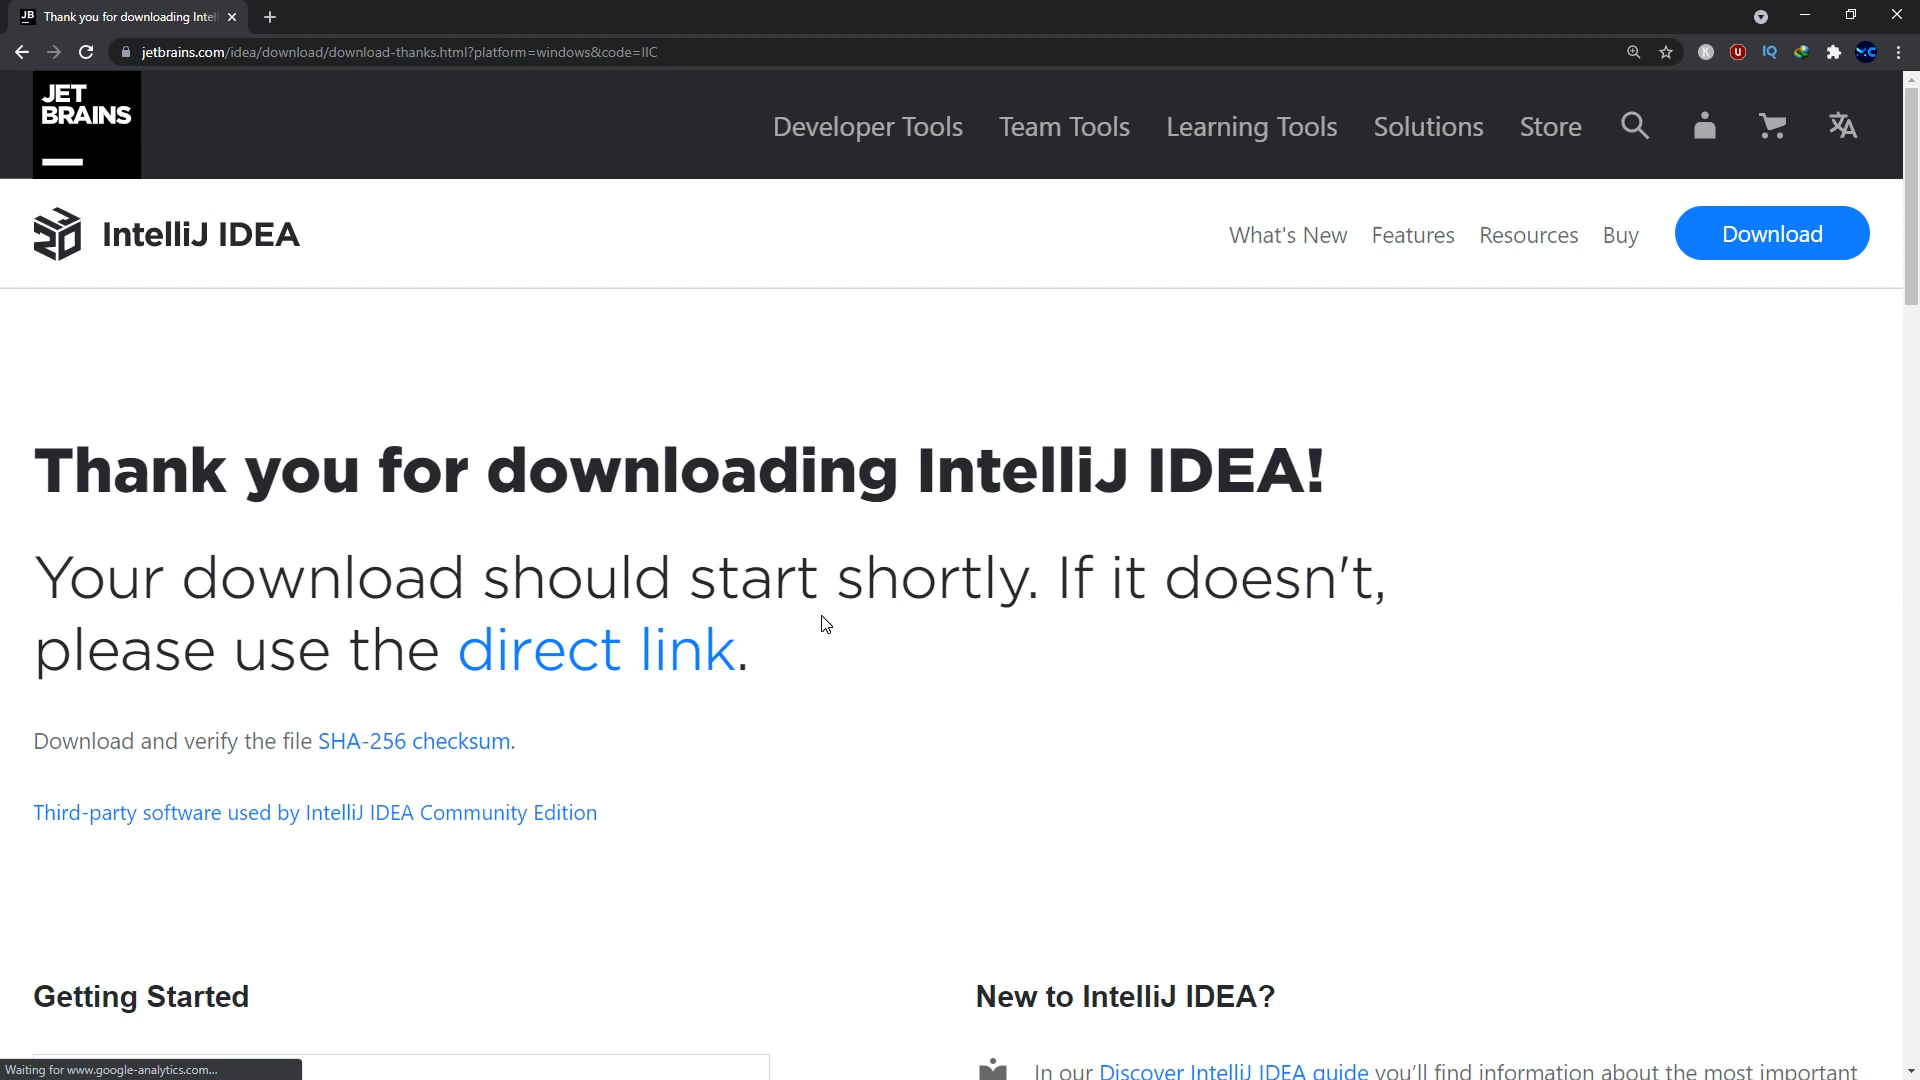 JB Thank you for downloading Intel
jetbrains.com/idea/download/download-thanks.html?platform=windows&code=IIC
K
U
IQ
JET
BRAINS
Developer Tools Team Tools Learning Tools Solutions Store
IntelliJ IDEA
What's New Features Resources Buy Download
Thank you for downloading IntelliJ IDEA!
Your download should start shortly. If it doesn't,
please use the direct link.
Download and verify the file SHA-256 checksum.
Third-party software used by IntelliJ IDEA Community Edition
Getting Started
New to IntelliJ IDEA?
In our Discover IntelliJ IDEA guide you'll find information about the most important
Waiting for www.google-analytics.com...